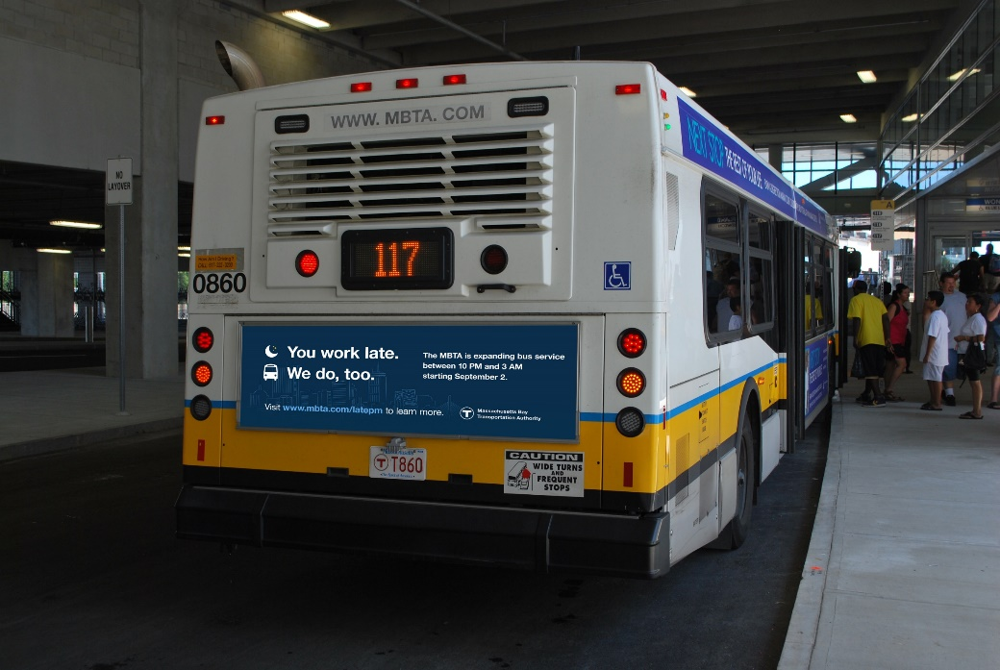 WWW. MBTA. COM
NO
LAYOVER
NEXT STOP
117
0860
You work late.
We do, too.
The MBTA is expanding bus service
between 10 PM and 3 AM
starting September 2.
Visit www.mbta.com/latepm to learn more.
T
Massachusetts Bay
Transportation Authority
T T860
CAUTION
WIDE TURNS
AND
FREQUENT
STOPS
A